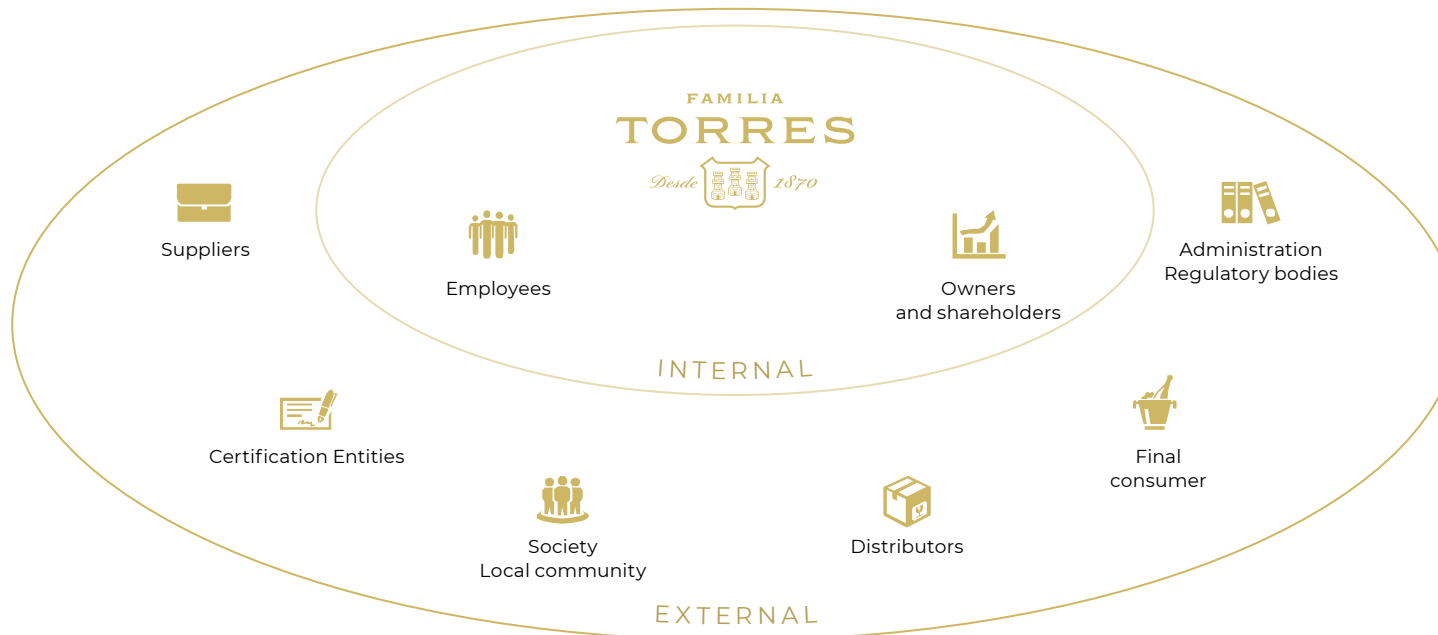 FAMILIA
TORRES
Desde 1870
Suppliers
Employees
Owners
and shareholders
Administration
Regulatory bodies
INTERNAL
Certification Entities
Final
consumer
Society
Local community
Distributors
EXTERNAL